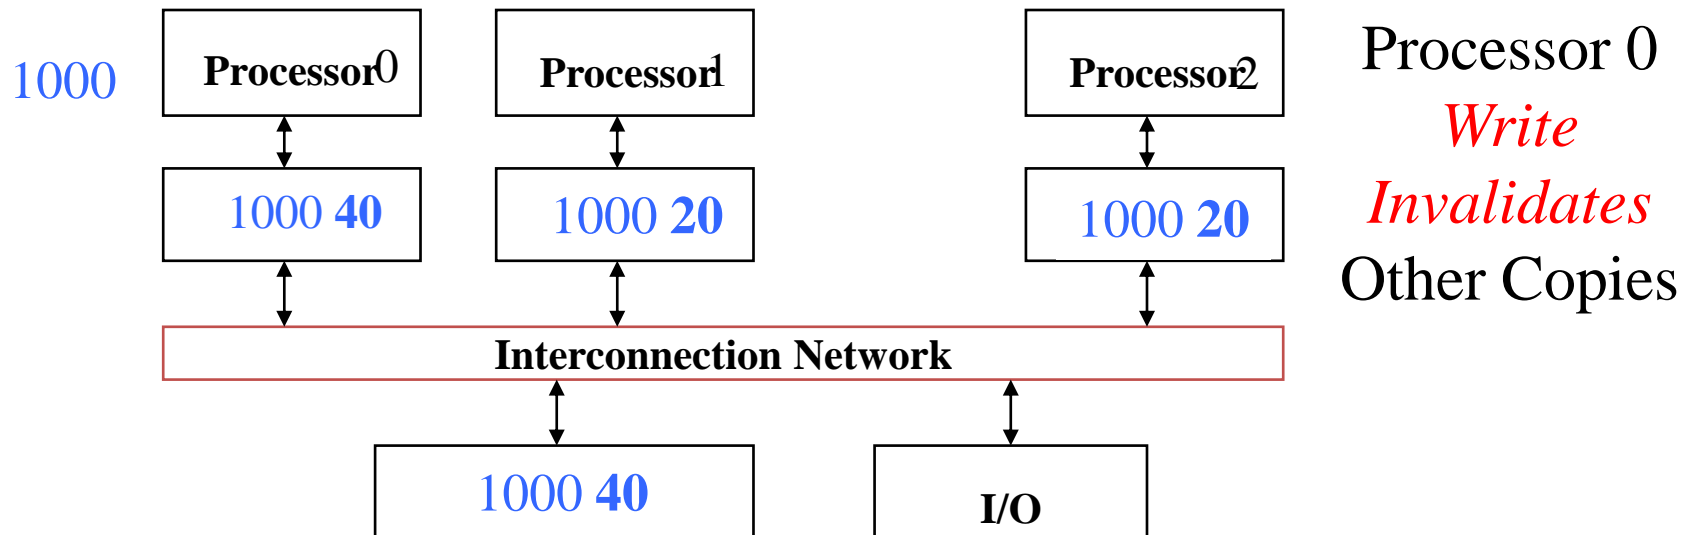 1000
Processor0
Processor1
Processor2
1000 40
1000 20
1000 20
Interconnection Network
1000 40
I/O
Processor 0
Write
Invalidates
Other Copies